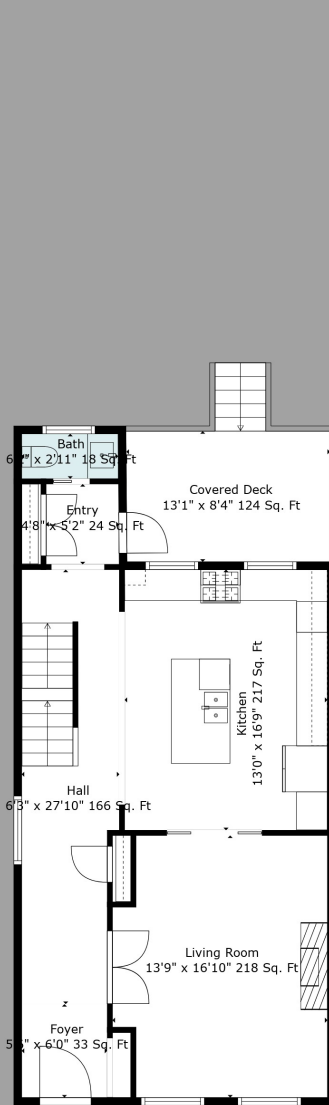 Bath
6'2" x 2'11" 18 Sq. Ft
Covered Deck
13'1" x 8'4" 124 Sq. Ft
Entry
4'8" x 5'2" 24 Sq. Ft
Kitchen
13'0" x 16'9" 217 Sq. Ft
Hall
6'3" x 27'10" 166 Sq. Ft
Living Room
13'9" x 16'10" 218 Sq. Ft
Foyer
x 6'0" 33 Sq. Ft